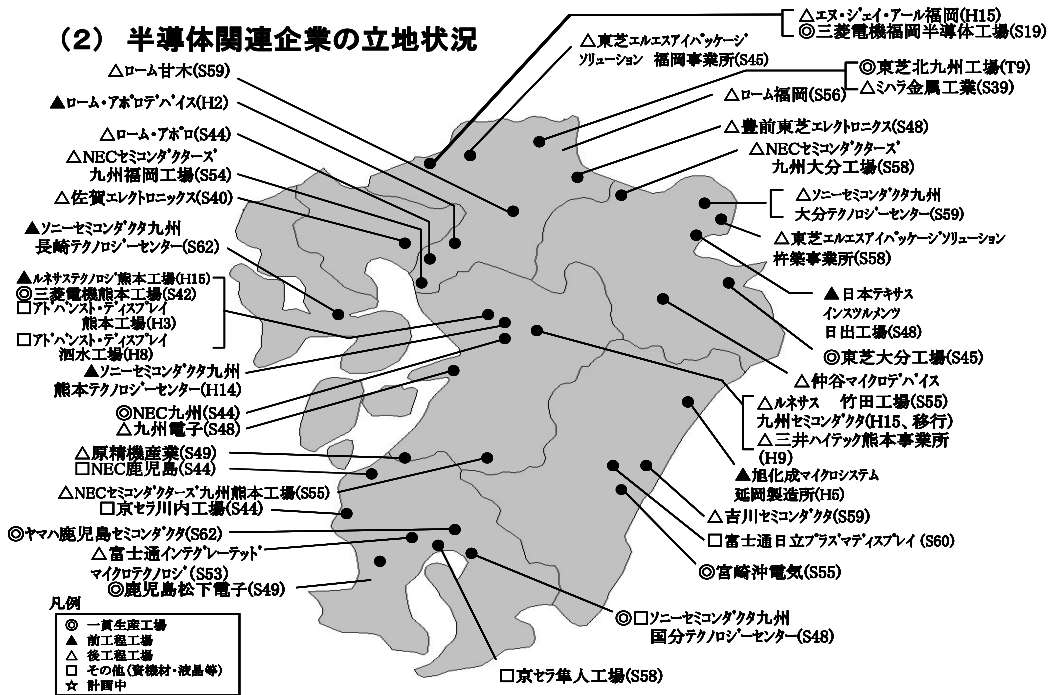 (2) 半導体関連企業の立地状況
△ローム甘木(S59)
▲ローム・アポロデバイス(H2)
△ローム・アポロ(S44)
△NECセミコンダクターズ
九州福岡工場(S54)
△佐賀エレクトロニックス(S40)
▲ソニーセミコンダクタ九州
長崎テクノロジーセンター(S62)
▲ルネサステクノロジ熊本工場(H15)
◎三菱電機熊本工場(S42)
□アドバンスト・ディスプレイ
熊本工場(H3)
□アドバンスト・ディスプレイ
泗水工場(H8)
▲ソニーセミコンダクタ九州
熊本テクノロジーセンター(H14)
◎NEC九州(S44)
△九州電子(S48)
△原精機産業(S49)
□NEC鹿児島(S44)
△NECセミコンダクターズ九州熊本工場(S55)
□京セラ川内工場(S44)
◎ヤマハ鹿児島セミコンダクタ(S62)
△富士通インテグレーテッド
マイクロテクノロジ(S53)
◎鹿児島松下電子(S49)
△エヌ・ジェイ・アール福岡(H15)
◎三菱電機福岡半導体工場(S19)
△東芝エルエスアイパッケージ
ソリューション 福岡事業所(S45)
◎東芝北九州工場(T9)
△ミハラ金属工業(S39)
△ローム福岡(S56)
△豊前東芝エレクトロニクス(S48)
△NECセミコンダクターズ
九州大分工場(S58)
△ソニーセミコンダクタ九州
大分テクノロジーセンター(S59)
△東芝エルエスアイパッケージソリューション
杵築事業所(S58)
▲日本テキサス
インスツルメンツ
日出工場(S48)
◎東芝大分工場(S45)
△仲谷マイクロデバイス
△ルネサス 竹田工場(S55)
九州セミコンダクタ(H15、移行)
△三井ハイテック熊本事業所
(H9)
▲旭化成マイクロシステム
延岡製造所(H5)
△吉川セミコンダクタ(S59)
□富士通日立プラズマディスプレイ(S60)
◎宮崎沖電気(S55)
◎□ソニーセミコンダクタ九州
国分テクノロジーセンター(S48)
□京セラ隼人工場(S58)
凡例
◎ 一貫生産工場
▲ 前工程工場
△ 後工程工場
□ その他(資機材・液晶等)
☆ 計画中